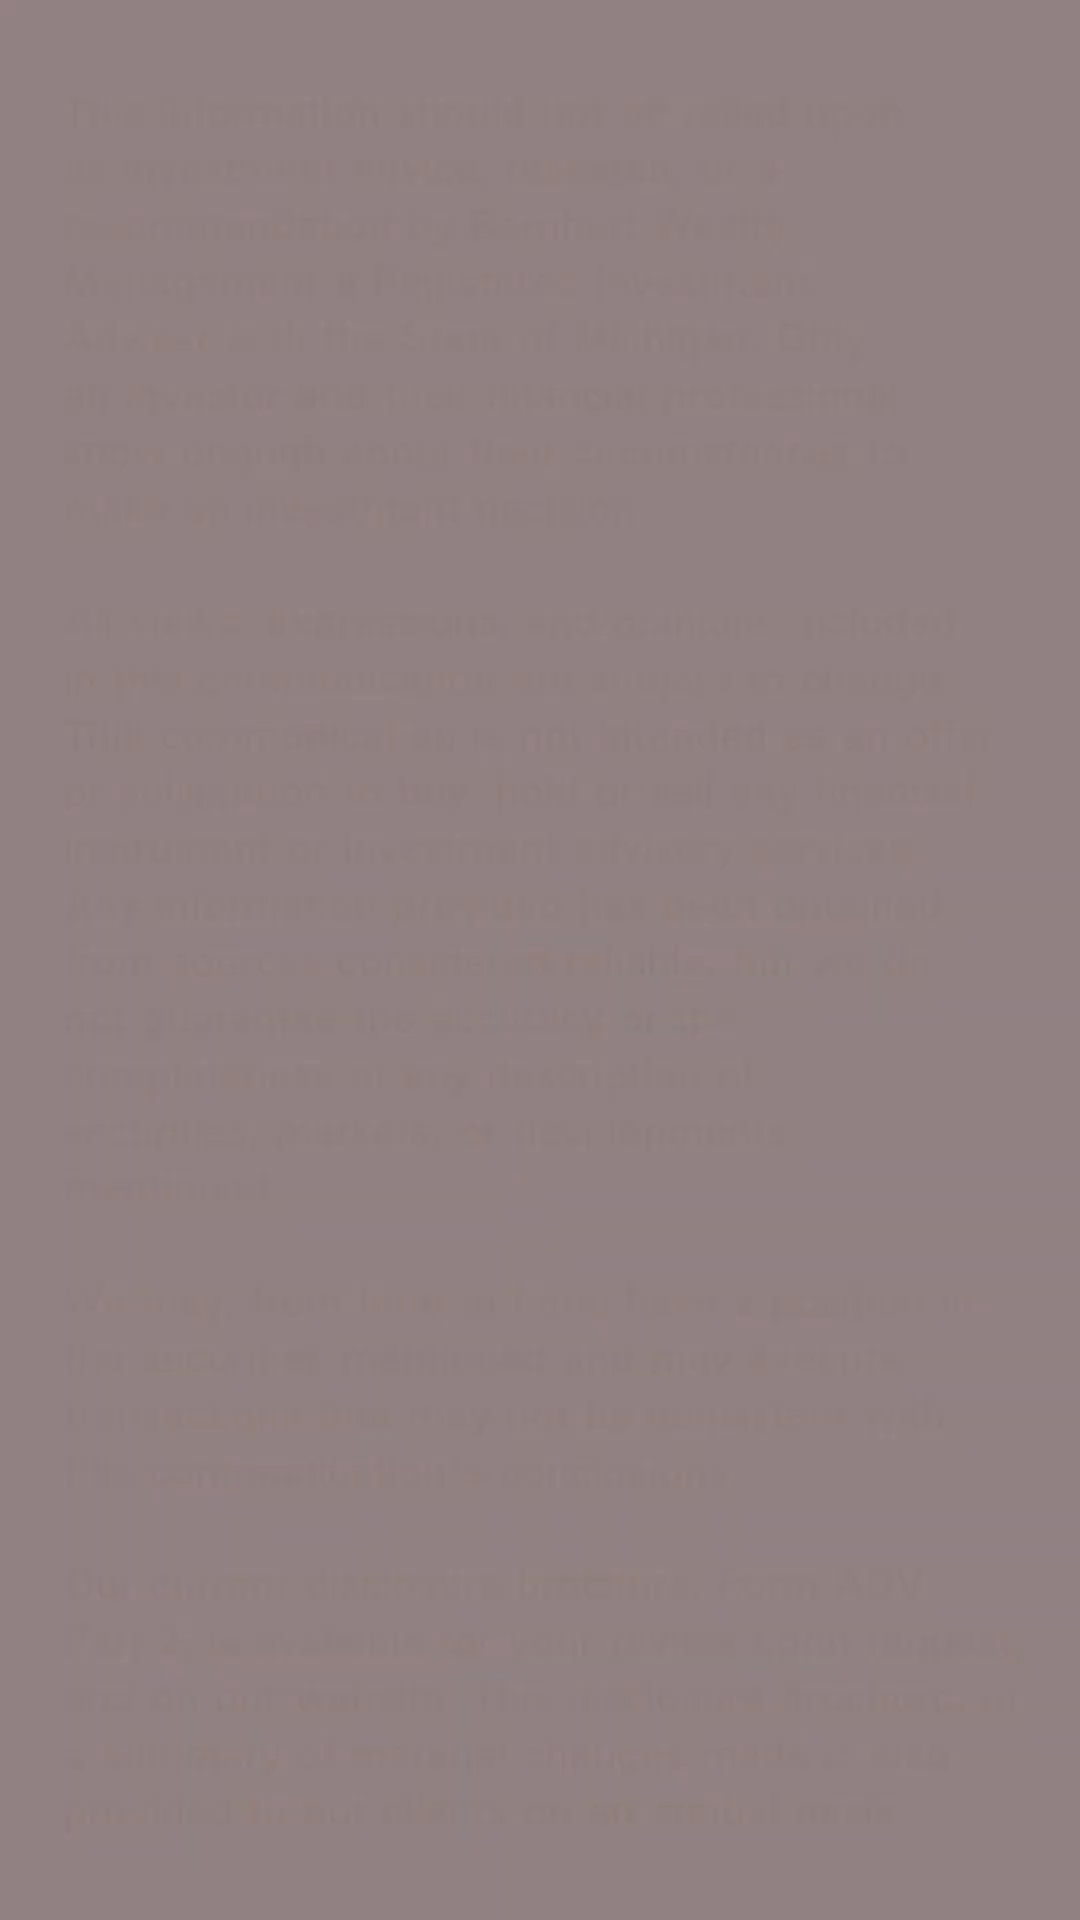 This information should not be relied upon
as investment advice, research, or a
recommendation by Wealth
Management a Registered Investment
Adviser with the State of Michigan. Only
an investor and their financial professional
know enough about their circumstances to
make an independent decision.
All views, expressions, and opinions included
in this communication are subject to change.
This communication is not intended as an offer
or solicitation to buy, hold or sell any financial
instrument or investment advisory services.
Any information provided has been obtained
from sources considered reliable, but we do
not guarantee the accuracy or the
completeness of any description of
securities, markets, or developments
mentioned.
We may, from time to time, have a position in
the securities mentioned and may execute
transactions that may not be consistent with
this communication's conclusions.
Our current disclosure brochure, Form ADV
Part 2, is available for your review upon request,
and on our website. This disclosure brochure, or
a summary of material changes made, is also
provided to our clients on an annual basis.